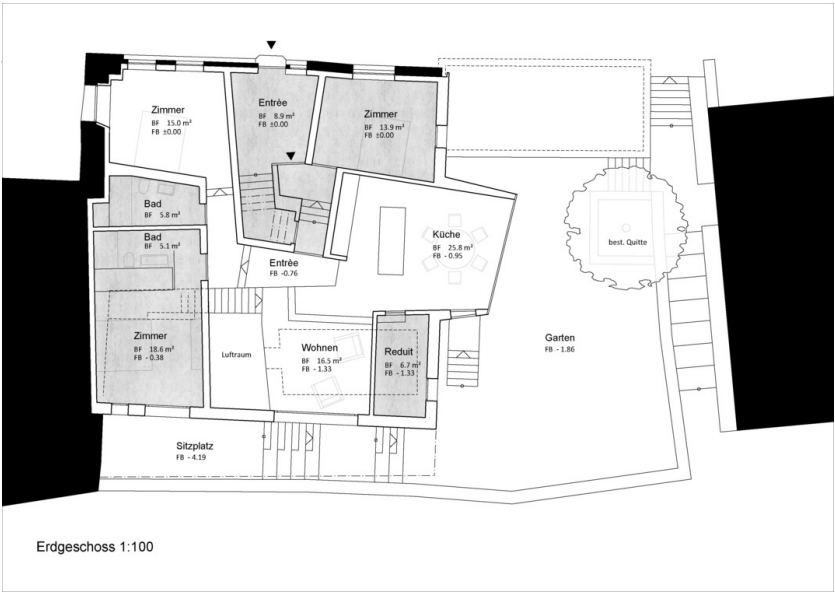 Zimmer
BF 15.0 m²
FB ±0.00
Entrèe
BF 8.9 m²
FB ±0.00
Zimmer
BF 13.9 m²
FB ±0.00
Bad
BF 5.8 m²
Bad
BF 5.1 m²
Küche
BF 25.8 m²
FB - 0.95
best. Quitte
Entrèe
FB -0.76
Zimmer
BF 18.6 m²
FB - 0.38
Luftraum
Wohnen
BF 16.5 m²
FB - 1.33
Reduit
BF 6.7 m²
FB - 1.33
Garten
FB - 1.86
Sitzplatz
FB - 4.19
Erdgeschoss 1:100